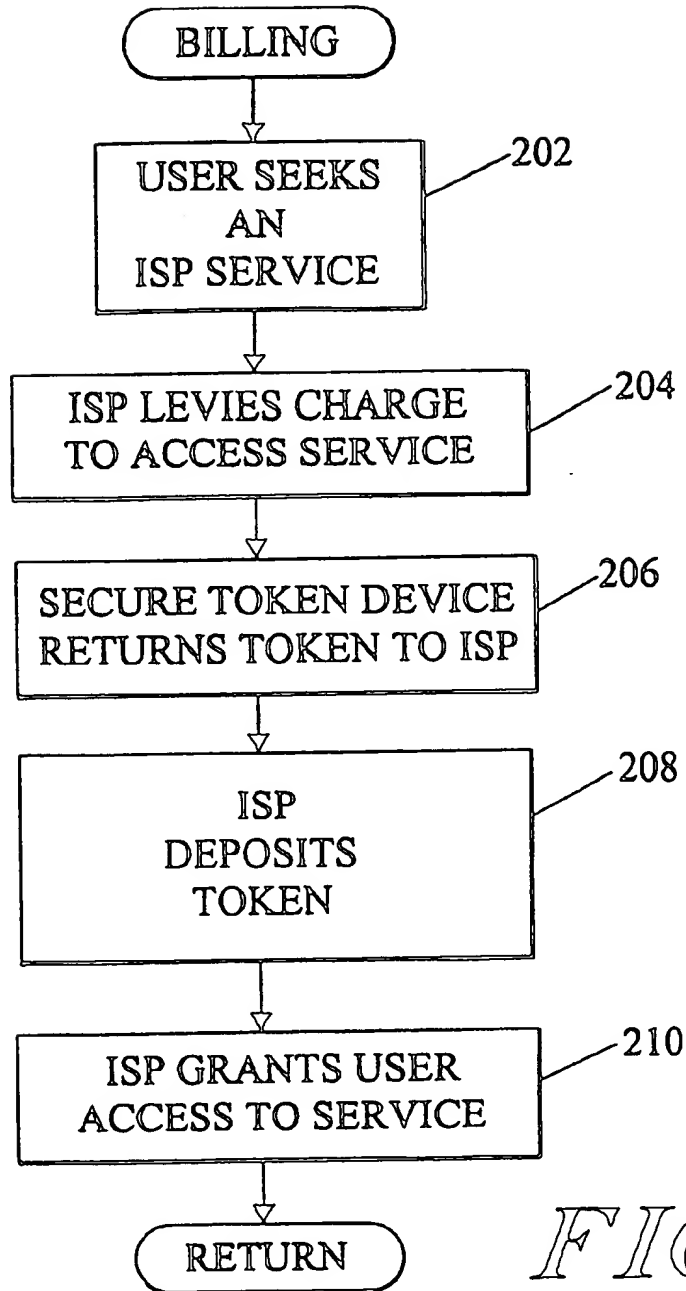 BILLING
202
USER SEEKS
AN
ISP SERVICE
204
ISP LEVIES CHARGE
TO ACCESS SERVICE
206
SECURE TOKEN DEVICE
RETURNS TOKEN TO ISP
208
ISP
DEPOSITS
TOKEN
210
ISP GRANTS USER
ACCESS TO SERVICE
RETURN